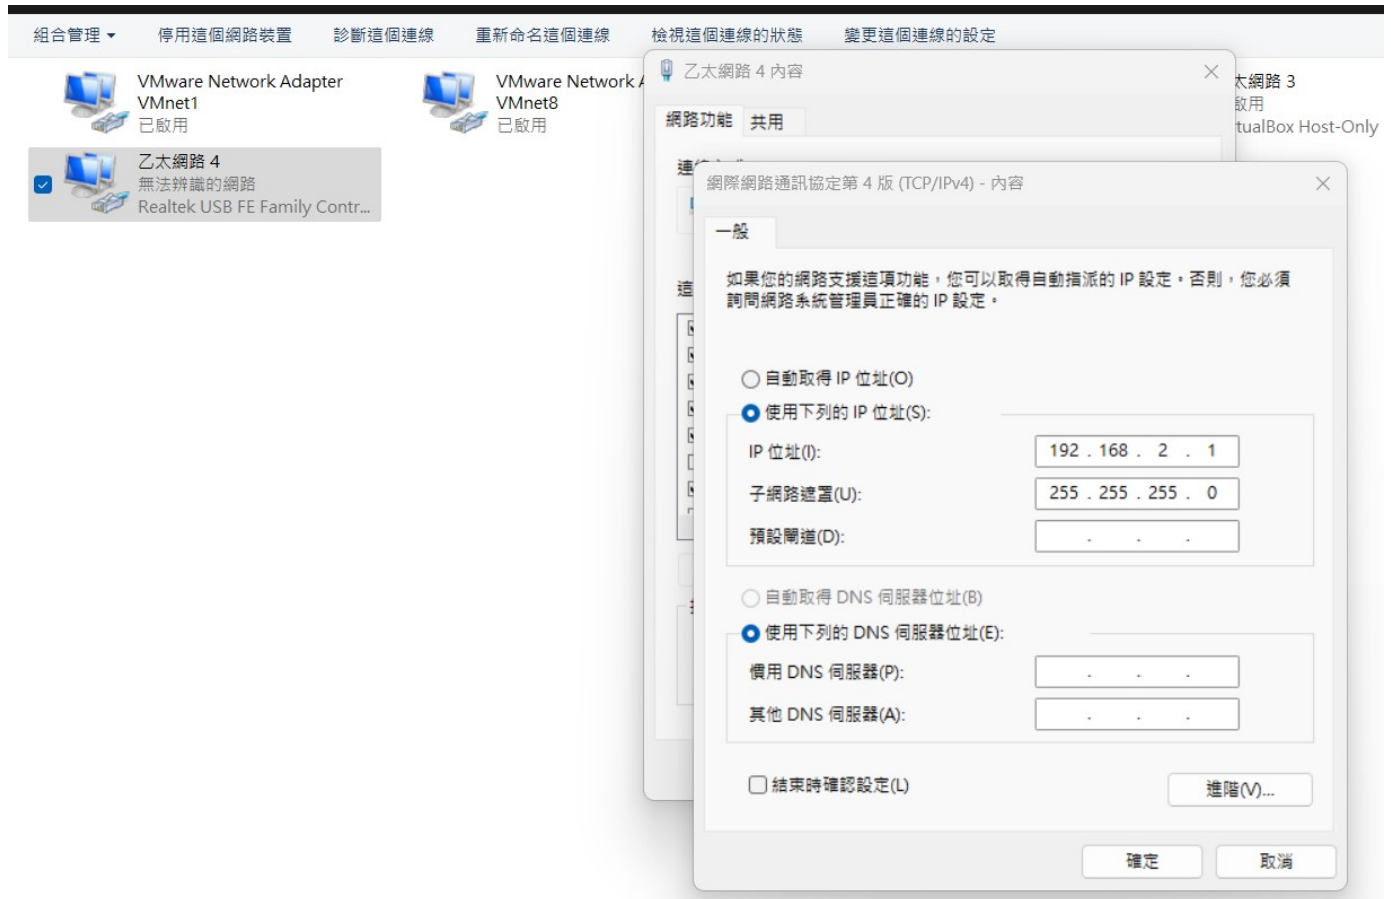 組合管理
停用這個網路裝置
診斷這個連線
重新命名這個連線
檢視這個連線的狀態
變更這個連線的設定
VMware Network Adapter
VMnet1
已啟用
VMware Network
VMnet8
已啟用
太網路 3
啟用
tualBox Host-Only
乙太網路 4
無法辨識的網路
Realtek USB FE Family Contr...
乙太網路 4 內容
網路功能
共用
連
這
網際網路通訊協定第 4 版 (TCP/IPv4) - 內容
一般
如果您的網路支援這項功能，您可以取得自動指派的 IP 設定。否則，您必須
詢問網路系統管理員正確的 IP 設定。
自動取得 IP 位址(O)
使用下列的 IP 位址(S):
IP 位址(I):
192 . 168 . 2 . 1
子網路遮罩(U):
255 . 255 . 255 . 0
預設閘道(D):
. . .
自動取得 DNS 伺服器位址(B)
使用下列的 DNS 伺服器位址(E):
慣用 DNS 伺服器(P):
. . .
其他 DNS 伺服器(A):
. . .
結束時確認設定(L)
進階(V)...
確定
取消